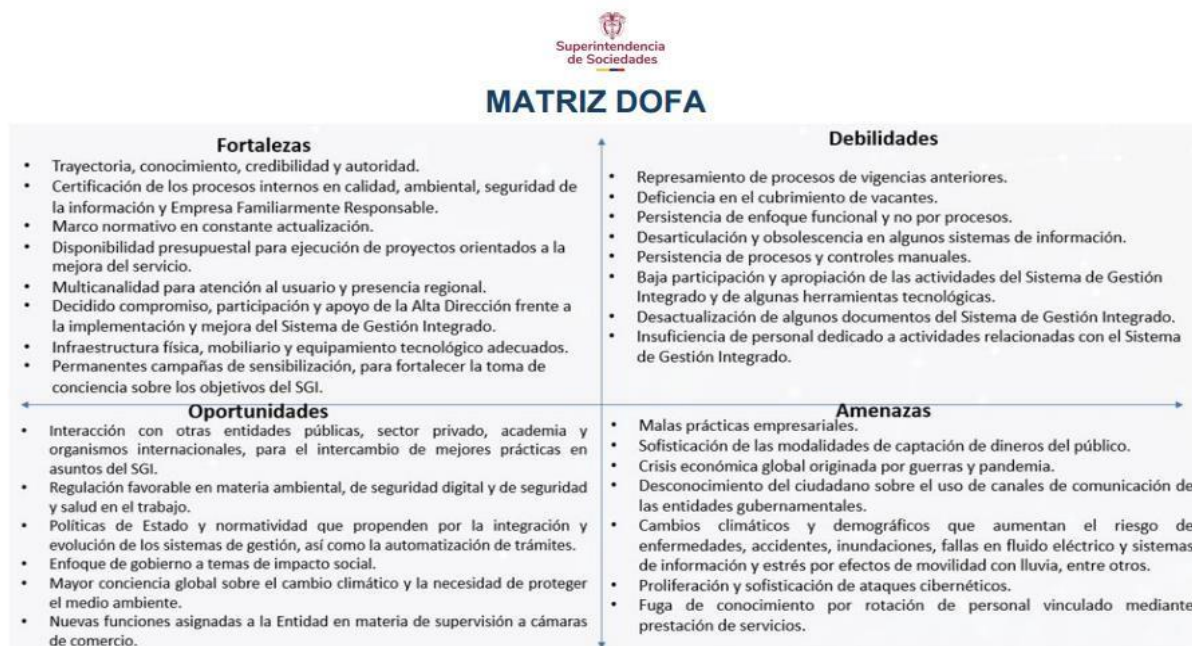 Superintendencia
de Sociedades
MATRIZ DOFA
Fortalezas
• Trayectoria, conocimiento, credibilidad y autoridad.
• Certificación de los procesos internos en calidad, ambiental, seguridad de
la información y Empresa Familiarmente Responsable.
• Marco normativo en constante actualización.
• Disponibilidad presupuestal para ejecución de proyectos orientados a la
mejora del servicio.
• Multicanalidad para atención al usuario y presencia regional.
• Decidido compromiso, participación y apoyo de la Alta Dirección frente a
la implementación y mejora del Sistema de Gestión Integrado.
• Infraestructura física, mobiliario y equipamiento tecnológico adecuados.
• Permanentes campañas de sensibilización, para fortalecer la toma de
conciencia sobre los objetivos del SGI.
Debilidades
• Represamiento de procesos de vigencias anteriores.
• Deficiencia en el cubrimiento de vacantes.
• Persistencia de enfoque funcional y no por procesos.
• Desarticulación y obsolescencia en algunos sistemas de información.
• Persistencia de procesos y controles manuales.
• Baja participación y apropiación de las actividades del Sistema de Gestión
Integrado y de algunas herramientas tecnológicas.
• Desactualización de algunos documentos del Sistema de Gestión Integrado.
• Insuficiencia de personal dedicado a actividades relacionadas con el Sistema
de Gestión Integrado.
Oportunidades
• Interacción con otras entidades públicas, sector privado, academia y
organismos internacionales, para el intercambio de mejores prácticas en
asuntos del SGI.
• Regulación favorable en materia ambiental, de seguridad digital y de seguridad
y salud en el trabajo.
• Políticas de Estado y normatividad que propenden por la integración y
evolución de los sistemas de gestión, así como la automatización de trámites.
• Enfoque de gobierno a temas de impacto social.
• Mayor conciencia global sobre el cambio climático y la necesidad de proteger
el medio ambiente.
• Nuevas funciones asignadas a la Entidad en materia de supervisión a cámaras
de comercio.
Amenazas
• Malas prácticas empresariales.
• Sofisticación de las modalidades de captación de dineros del público.
• Crisis económica global originada por guerras y pandemia.
• Desconocimiento del ciudadano sobre el uso de canales de comunicación de
las entidades gubernamentales.
• Cambios climáticos y demográficos que aumentan el riesgo de
enfermedades, accidentes, inundaciones, fallas en fluido eléctrico y sistemas
de información y estrés por efectos de movilidad con lluvia, entre otros.
• Proliferación y sofisticación de ataques cibernéticos.
• Fuga de conocimiento por rotación de personal vinculado mediante
prestación de servicios.